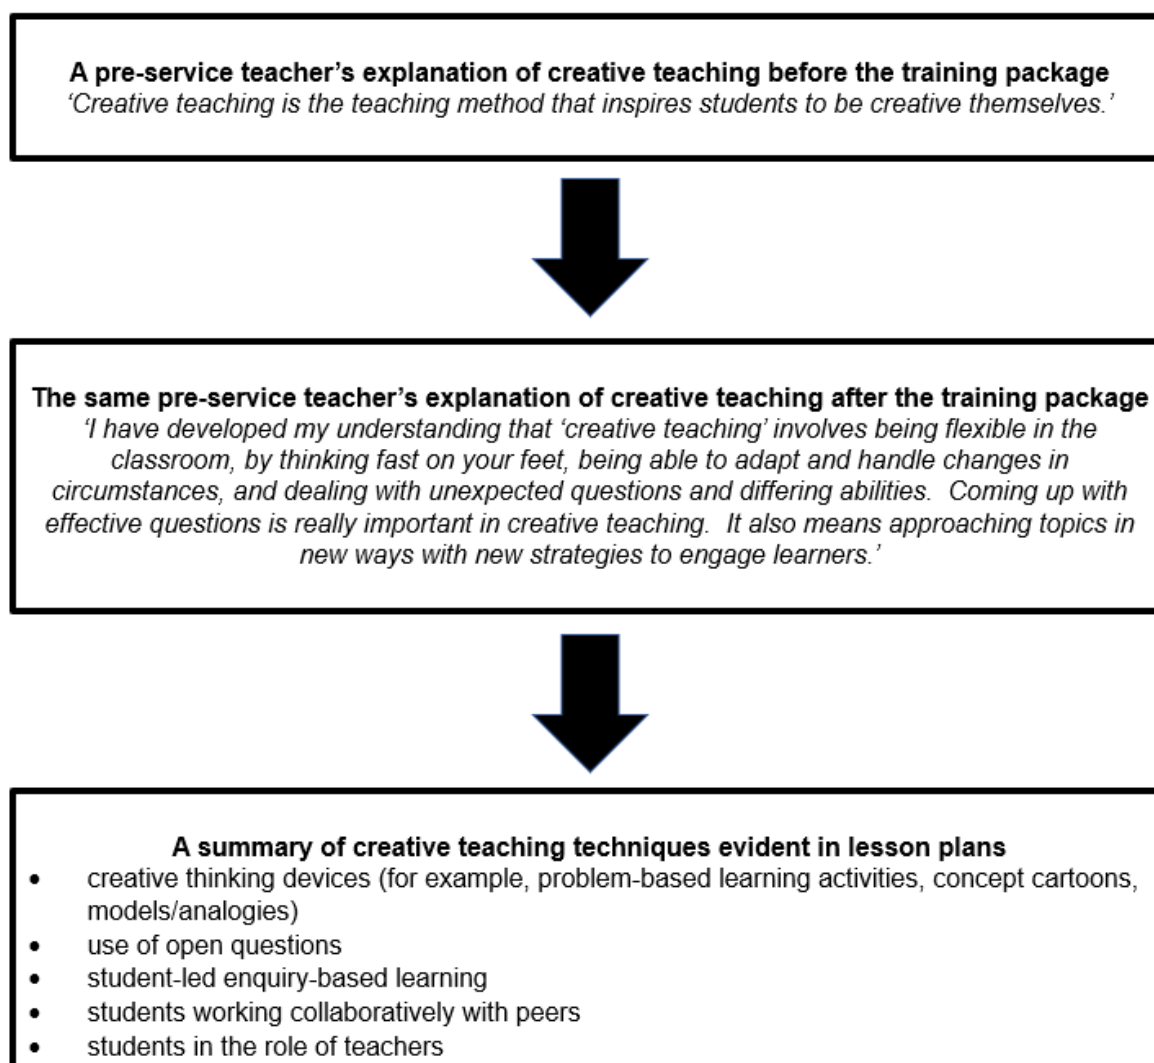 A pre-service teacher’s explanation of creative teaching before the training package
‘Creative teaching is the teaching method that inspires students to be creative themselves.’
The same pre-service teacher’s explanation of creative teaching after the training package
‘I have developed my understanding that ‘creative teaching’ involves being flexible in the
classroom, by thinking fast on your feet, being able to adapt and handle changes in
circumstances, and dealing with unexpected questions and differing abilities.  Coming up with
effective questions is really important in creative teaching.  It also means approaching topics in
new ways with new strategies to engage learners.’
A summary of creative teaching techniques evident in lesson plans
• creative thinking devices (for example, problem-based learning activities, concept cartoons,
models/analogies)
• use of open questions
• student-led enquiry-based learning
• students working collaboratively with peers
• students in the role of teachers